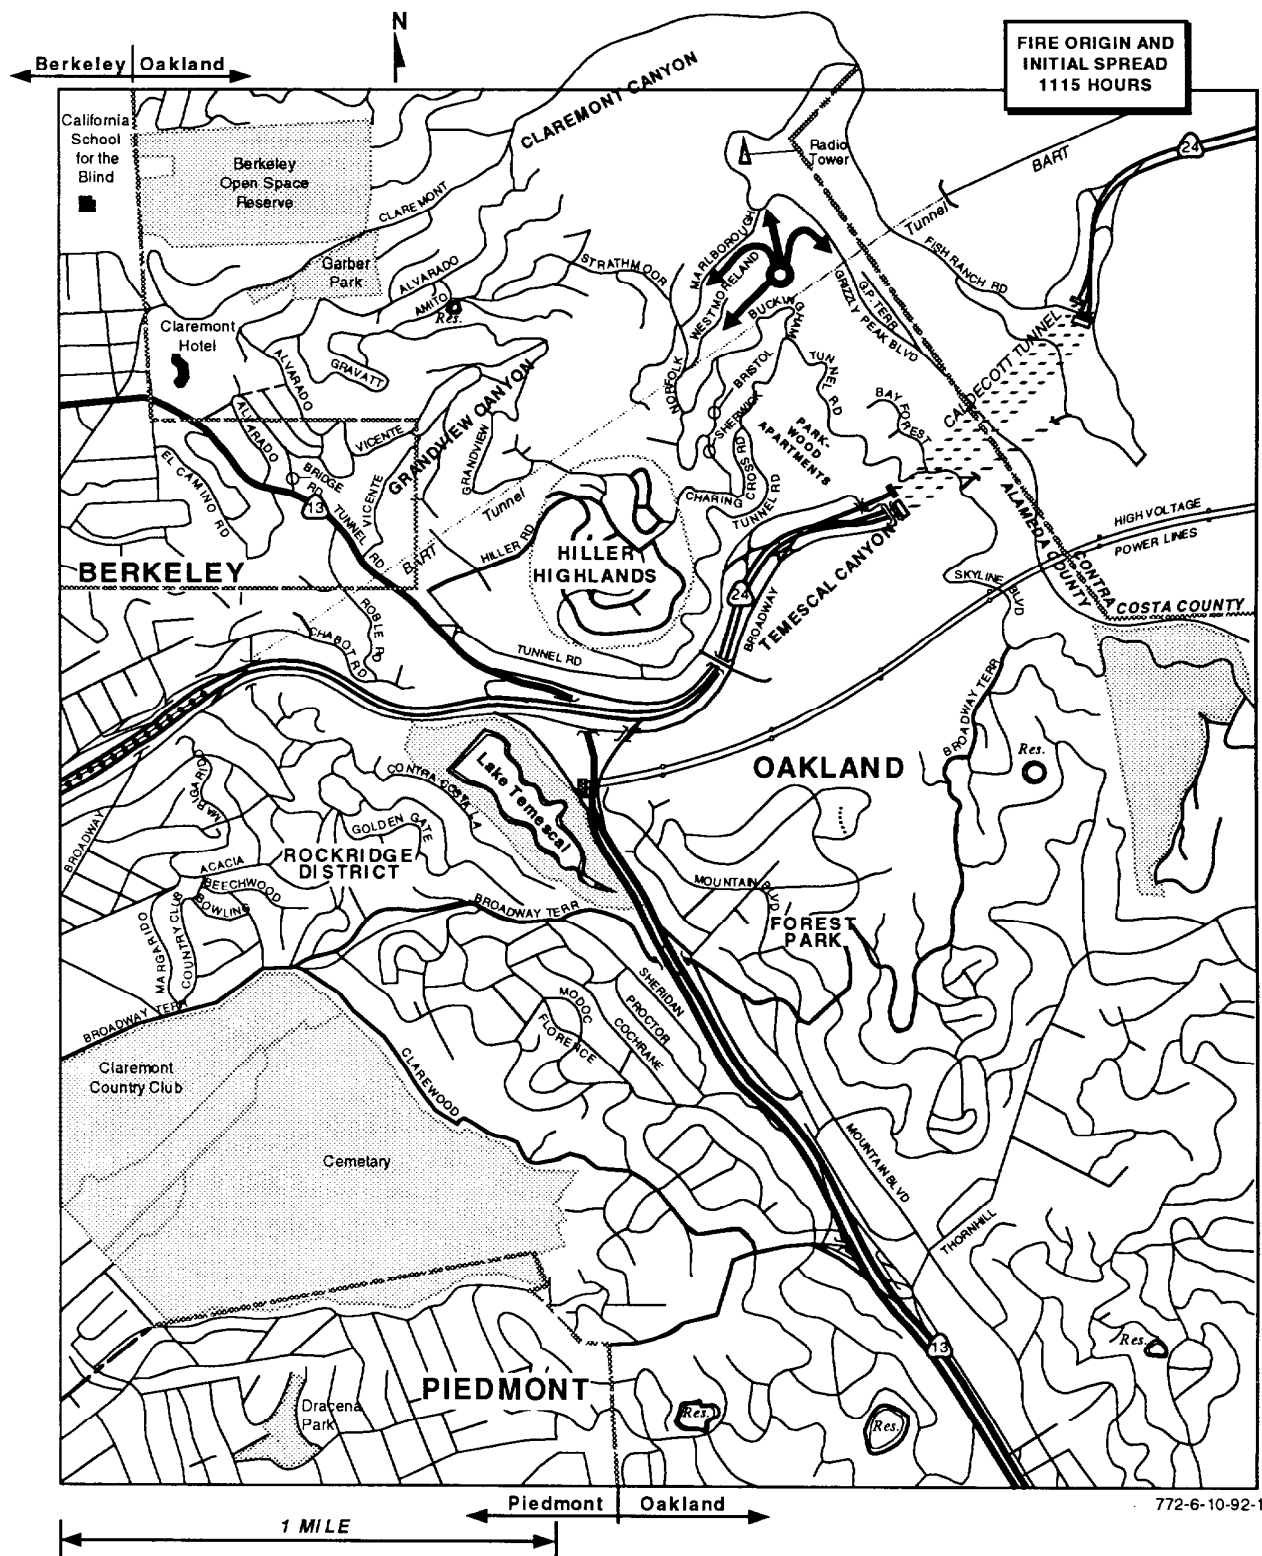 N
FIRE ORIGIN AND
INITIAL SPREAD
1115 HOURS
Berkeley Oakland
CLAREMONT CANYON
California
School
for the
Blind
Berkeley
Open Space
Reserve
CLAREMONT
Radio
Tower
24
BART
Tunnel
Garber
Park
ALVARADO
AMITO
Res.
STRATHMOOR
MARLBOROUGH
WESTMORELAND
BUCKINGHAM
GRIZZLY PEAK BLVD
G.P. TERR
FISH RANCH RD
Claremont
Hotel
ALVARADO
GRAVATT
NORFOLK
BRISTOL
SHERWICK
TUNNEL RD
BAY FOREST
CALDECOTT TUNNEL
ALVARADO
VICENTE
GRANDVIEW CANYON
GRANDVIEW
PARK-
WOOD
APARTMENTS
EL CAMINO RD
BRIDGE
RD
13
TUNNEL RD
VICENTE
Tunnel
BART
CHARING
CROSS RD
TUNNEL RD
HILLER RD
HILLER
HIGHLANDS
BERKELEY
24
BROADWAY
TEMESCAL CANYON
ALAMEDA COUNTY
CONTRA
COSTA COUNTY
HIGH VOLTAGE
POWER LINES
SKYLINE BLVD
ROBLE RD
CHABOT RD
TUNNEL RD
BROADWAY TERR
Res.
OAKLAND
Lake Temescal
CONTRA COSTA LA
MARGARIDO
GOLDEN GATE
BROADWAY
ROCKRIDGE
DISTRICT
ACACIA
BEECHWOOD
BOWLING
MARGARIDO
COUNTRY CLUB
BROADWAY TERR
MOUNTAIN BLVD
FOREST
PARK
BROADWAY TERR
SHERIDAN
PROCTOR
COCHRANE
MODOC
FLORENCE
Claremont
Country Club
CLAREWOOD
Cemetary
MOUNTAIN BLVD
THORNHILL
13
Res.
PIEDMONT
Dracena
Park
Res.
Res.
Piedmont Oakland
772-6-10-92-1
1 MILE